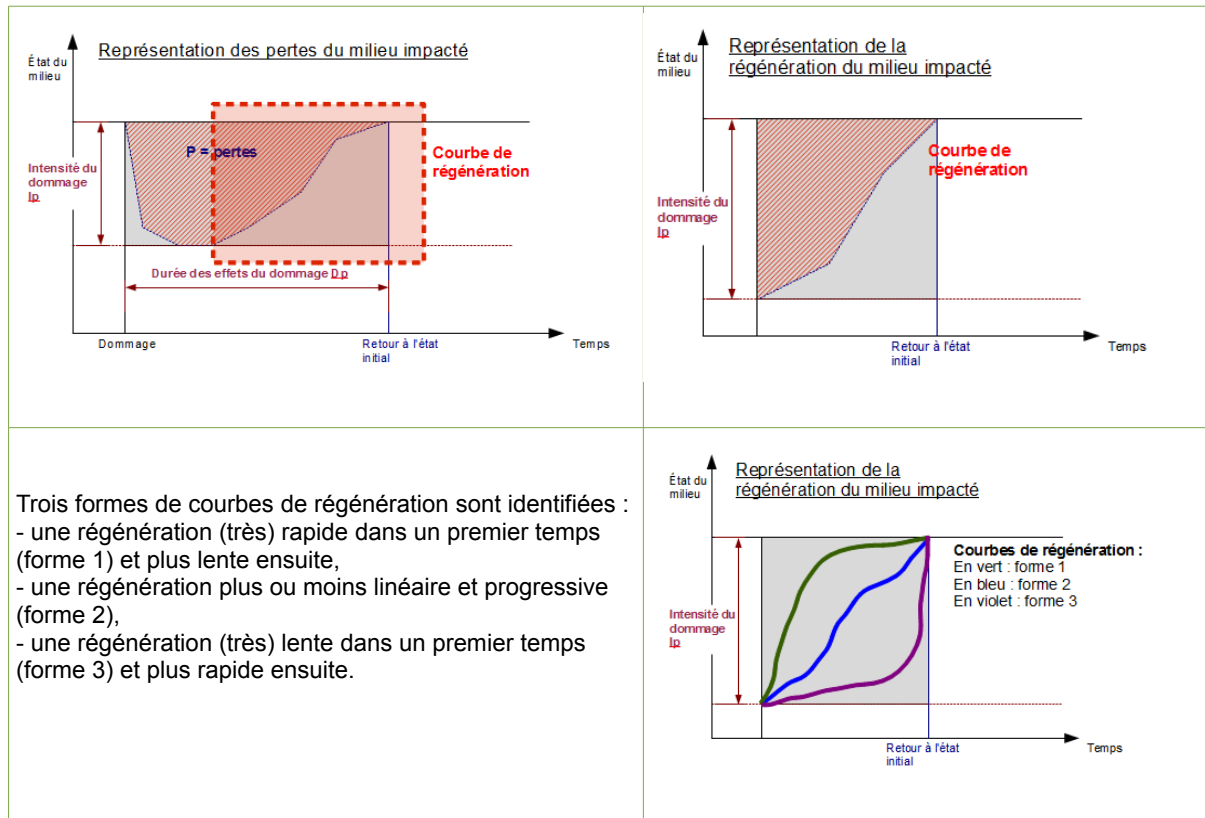 Représentation des pertes du milieu impacté
État du
milieu
P = pertes
Intensité du
dommage
Ip
Courbe de
régénération
Durée des effets du dommage Dp
Dommage
Retour à l'état
initial
Temps
Représentation de la
régénération du milieu impacté
État du
milieu
Courbe de
régénération
Intensité du
dommage
Ip
Retour à l'état
initial
Temps
Trois formes de courbes de régénération sont identifiées :
- une régénération (très) rapide dans un premier temps
(forme 1) et plus lente ensuite,
- une régénération plus ou moins linéaire et progressive
(forme 2),
- une régénération (très) lente dans un premier temps
(forme 3) et plus rapide ensuite.
Représentation de la
régénération du milieu impacté
État du
milieu
Courbes de régénération :
En vert : forme 1
En bleu : forme 2
En violet : forme 3
Intensité du
dommage
Ip
Retour à l'état
initial
Temps